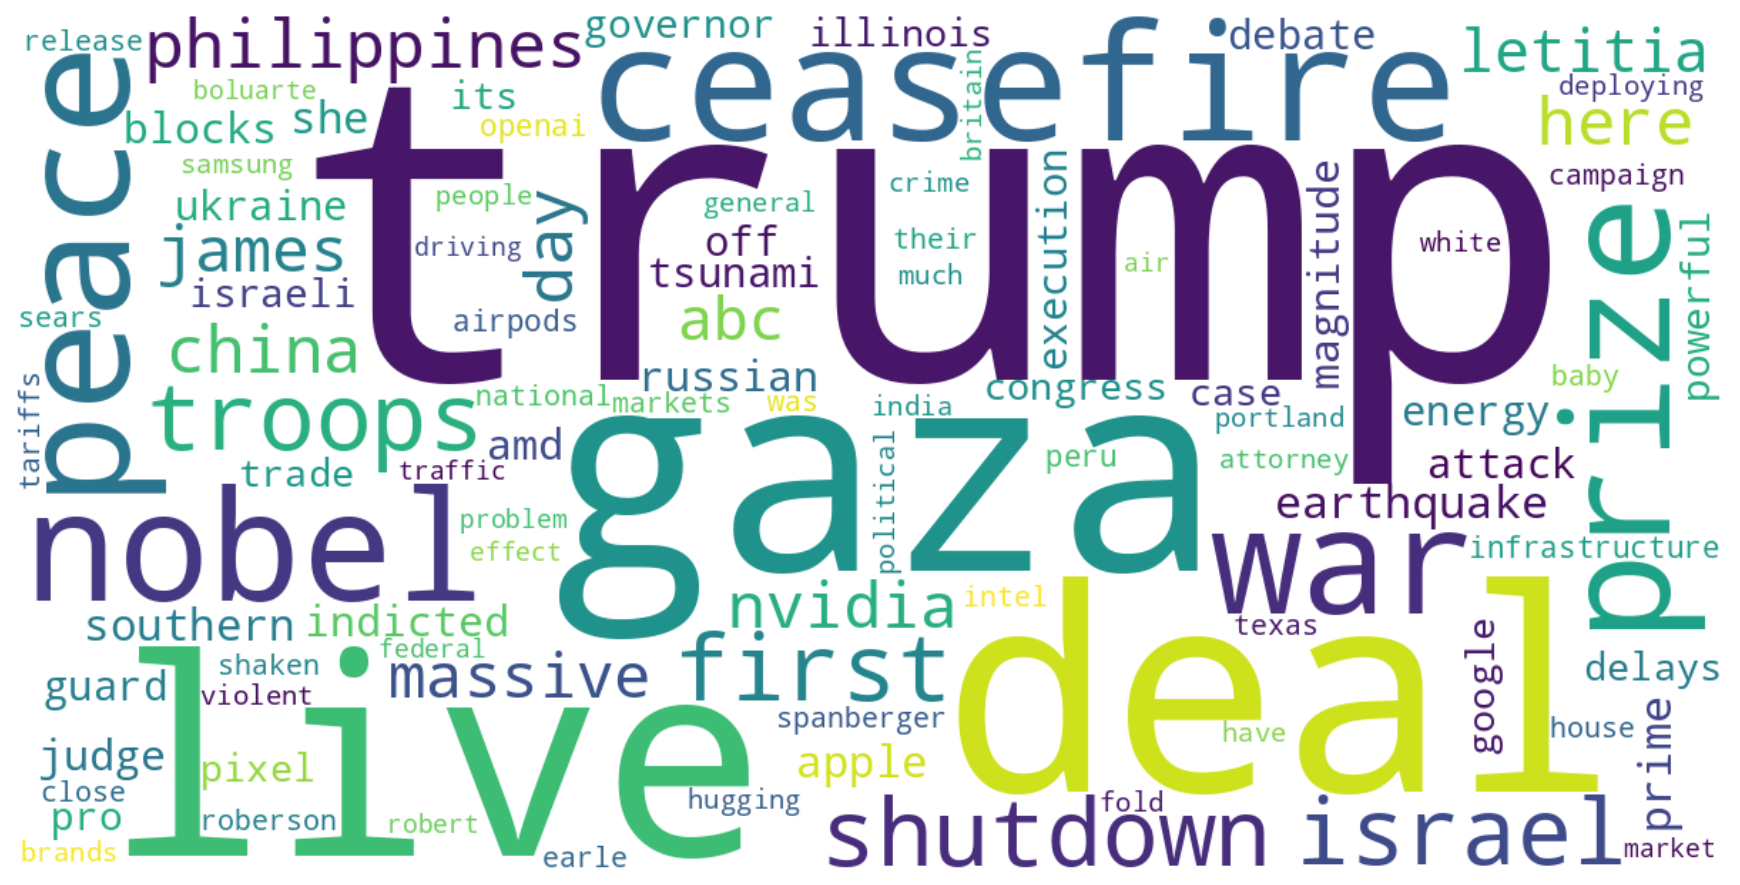 release
philippines
governor
illinois
debate
letitia
peace
boluarte
its
ceasefire
britain
deploying
blocks
she
openai
here
samsung
trump
ukraine
people
day
general
crime
execution
magnitude
campaign
james
driving
off
their
air
white
prize
powerful
israeli
tsunami
much
sears
airpods
abc
china
russian
congress
case
baby
tariffs
troops
national
markets
was
india
portland
energy
amd
gaza
political
peru
attorney
attack
trade
traffic
earthquake
nobel
problem
effect
war
infrastructure
southern
indicted
nvidia
intel
texas
federal
shaken
guard
violent
massive
first
deal
google
delays
live
spanberger
have
house
prime
judge
pixel
apple
close
pro
roberson
robert
hugging
shutdown
fold
israel
brands
earle
market